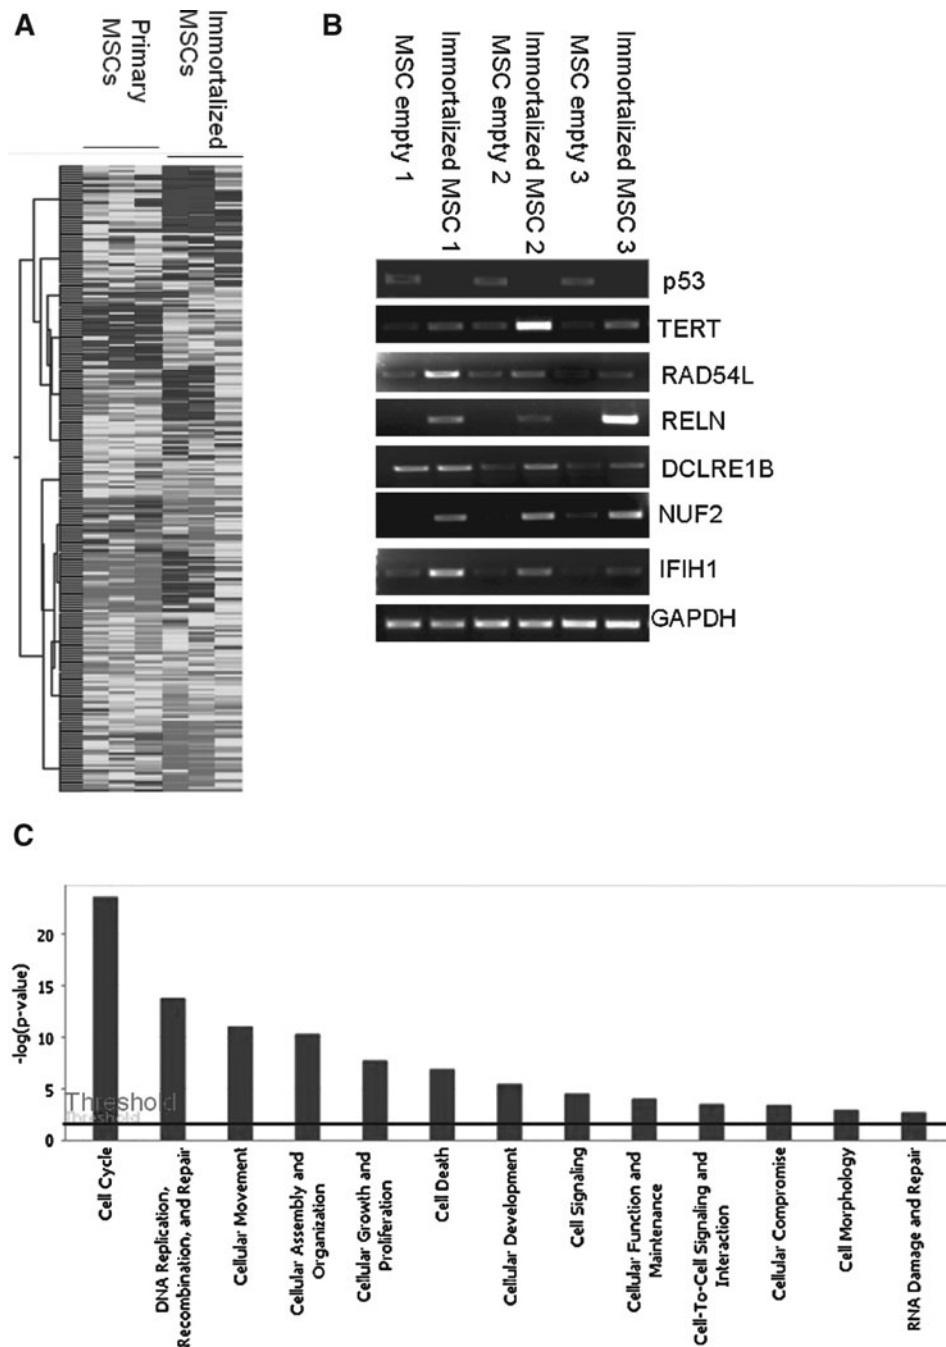 A
Primary
MSCs
Immortalized
MSCs
B
MSC empty 1
Immortalized MSC 1
MSC empty 2
Immortalized MSC 2
MSC empty 3
Immortalized MSC 3
p53
TERT
RAD54L
RELN
DCLRE1B
NUF2
IFIH1
GAPDH
C
-log(p-value)
20
15
10
5
0
Threshold
Threshold
Cell Cycle
DNA Replication,
Recombination, and Repair
Cellular Movement
Cellular Assembly and
Organization
Cellular Growth and
Proliferation
Cell Death
Cellular Development
Cell Signaling
Cellular Function and
Maintenance
Cell-To-Cell Signaling and
Interaction
Cellular Compromise
Cell Morphology
RNA Damage and Repair